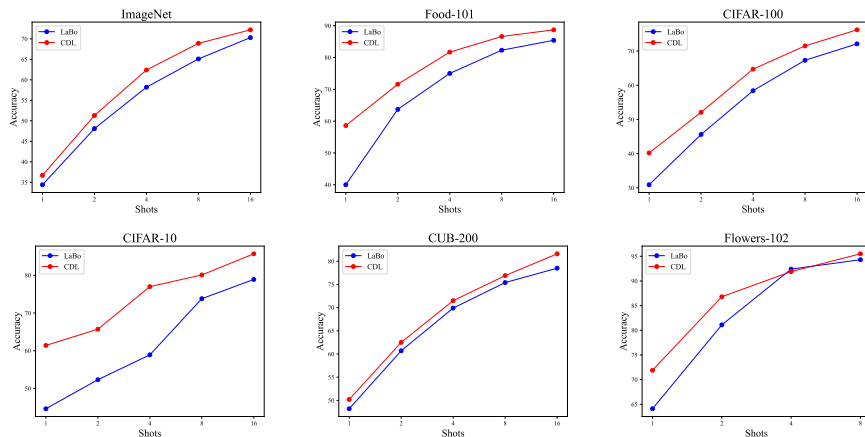 ImageNet
LaBo
CDL
Accuracy
70
65
60
55
50
45
40
35
1 2 4 8 16
Shots
Food-101
LaBo
CDL
Accuracy
90
80
70
60
50
40
1 2 4 8 16
Shots
CIFAR-100
LaBo
CDL
Accuracy
70
60
50
40
30
1 2 4 8 16
Shots
CIFAR-10
LaBo
CDL
Accuracy
80
70
60
50
1 2 4 8 16
Shots
CUB-200
LaBo
CDL
Accuracy
80
75
70
65
60
55
50
1 2 4 8 16
Shots
Flowers-102
LaBo
CDL
Accuracy
95
90
85
80
75
70
65
1 2 4 8
Shots